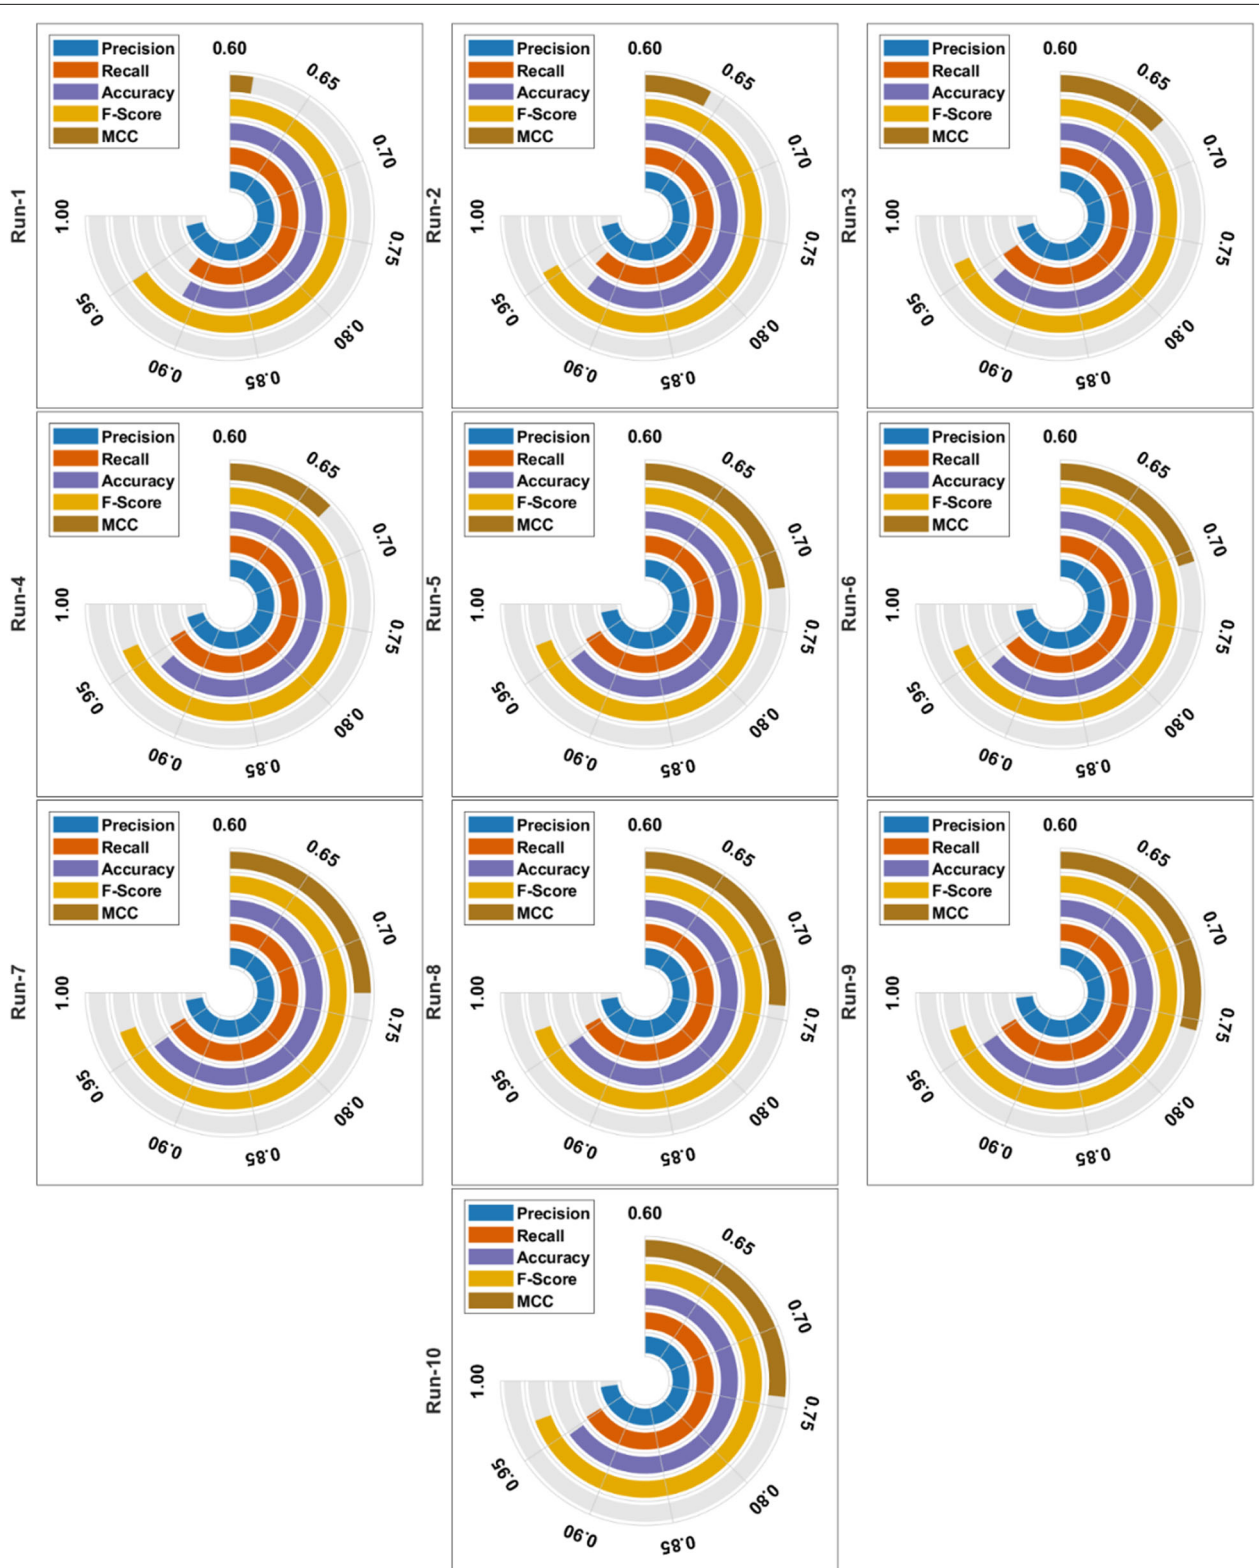 Run-1
Precision
Recall
Accuracy
F-Score
MCC
0.60
0.65
0.70
0.75
0.80
0.85
0.90
0.95
1.00
Run-2
Precision
Recall
Accuracy
F-Score
MCC
0.60
0.65
0.70
0.75
0.80
0.85
0.90
0.95
1.00
Run-3
Precision
Recall
Accuracy
F-Score
MCC
0.60
0.65
0.70
0.75
0.80
0.85
0.90
0.95
1.00
Run-4
Precision
Recall
Accuracy
F-Score
MCC
0.60
0.65
0.70
0.75
0.80
0.85
0.90
0.95
1.00
Run-5
Precision
Recall
Accuracy
F-Score
MCC
0.60
0.65
0.70
0.75
0.80
0.85
0.90
0.95
1.00
Run-6
Precision
Recall
Accuracy
F-Score
MCC
0.60
0.65
0.70
0.75
0.80
0.85
0.90
0.95
1.00
Run-7
Precision
Recall
Accuracy
F-Score
MCC
0.60
0.65
0.70
0.75
0.80
0.85
0.90
0.95
1.00
Run-8
Precision
Recall
Accuracy
F-Score
MCC
0.60
0.65
0.70
0.75
0.80
0.85
0.90
0.95
1.00
Run-9
Precision
Recall
Accuracy
F-Score
MCC
0.60
0.65
0.70
0.75
0.80
0.85
0.90
0.95
1.00
Run-10
Precision
Recall
Accuracy
F-Score
MCC
0.60
0.65
0.70
0.75
0.80
0.85
0.90
0.95
1.00